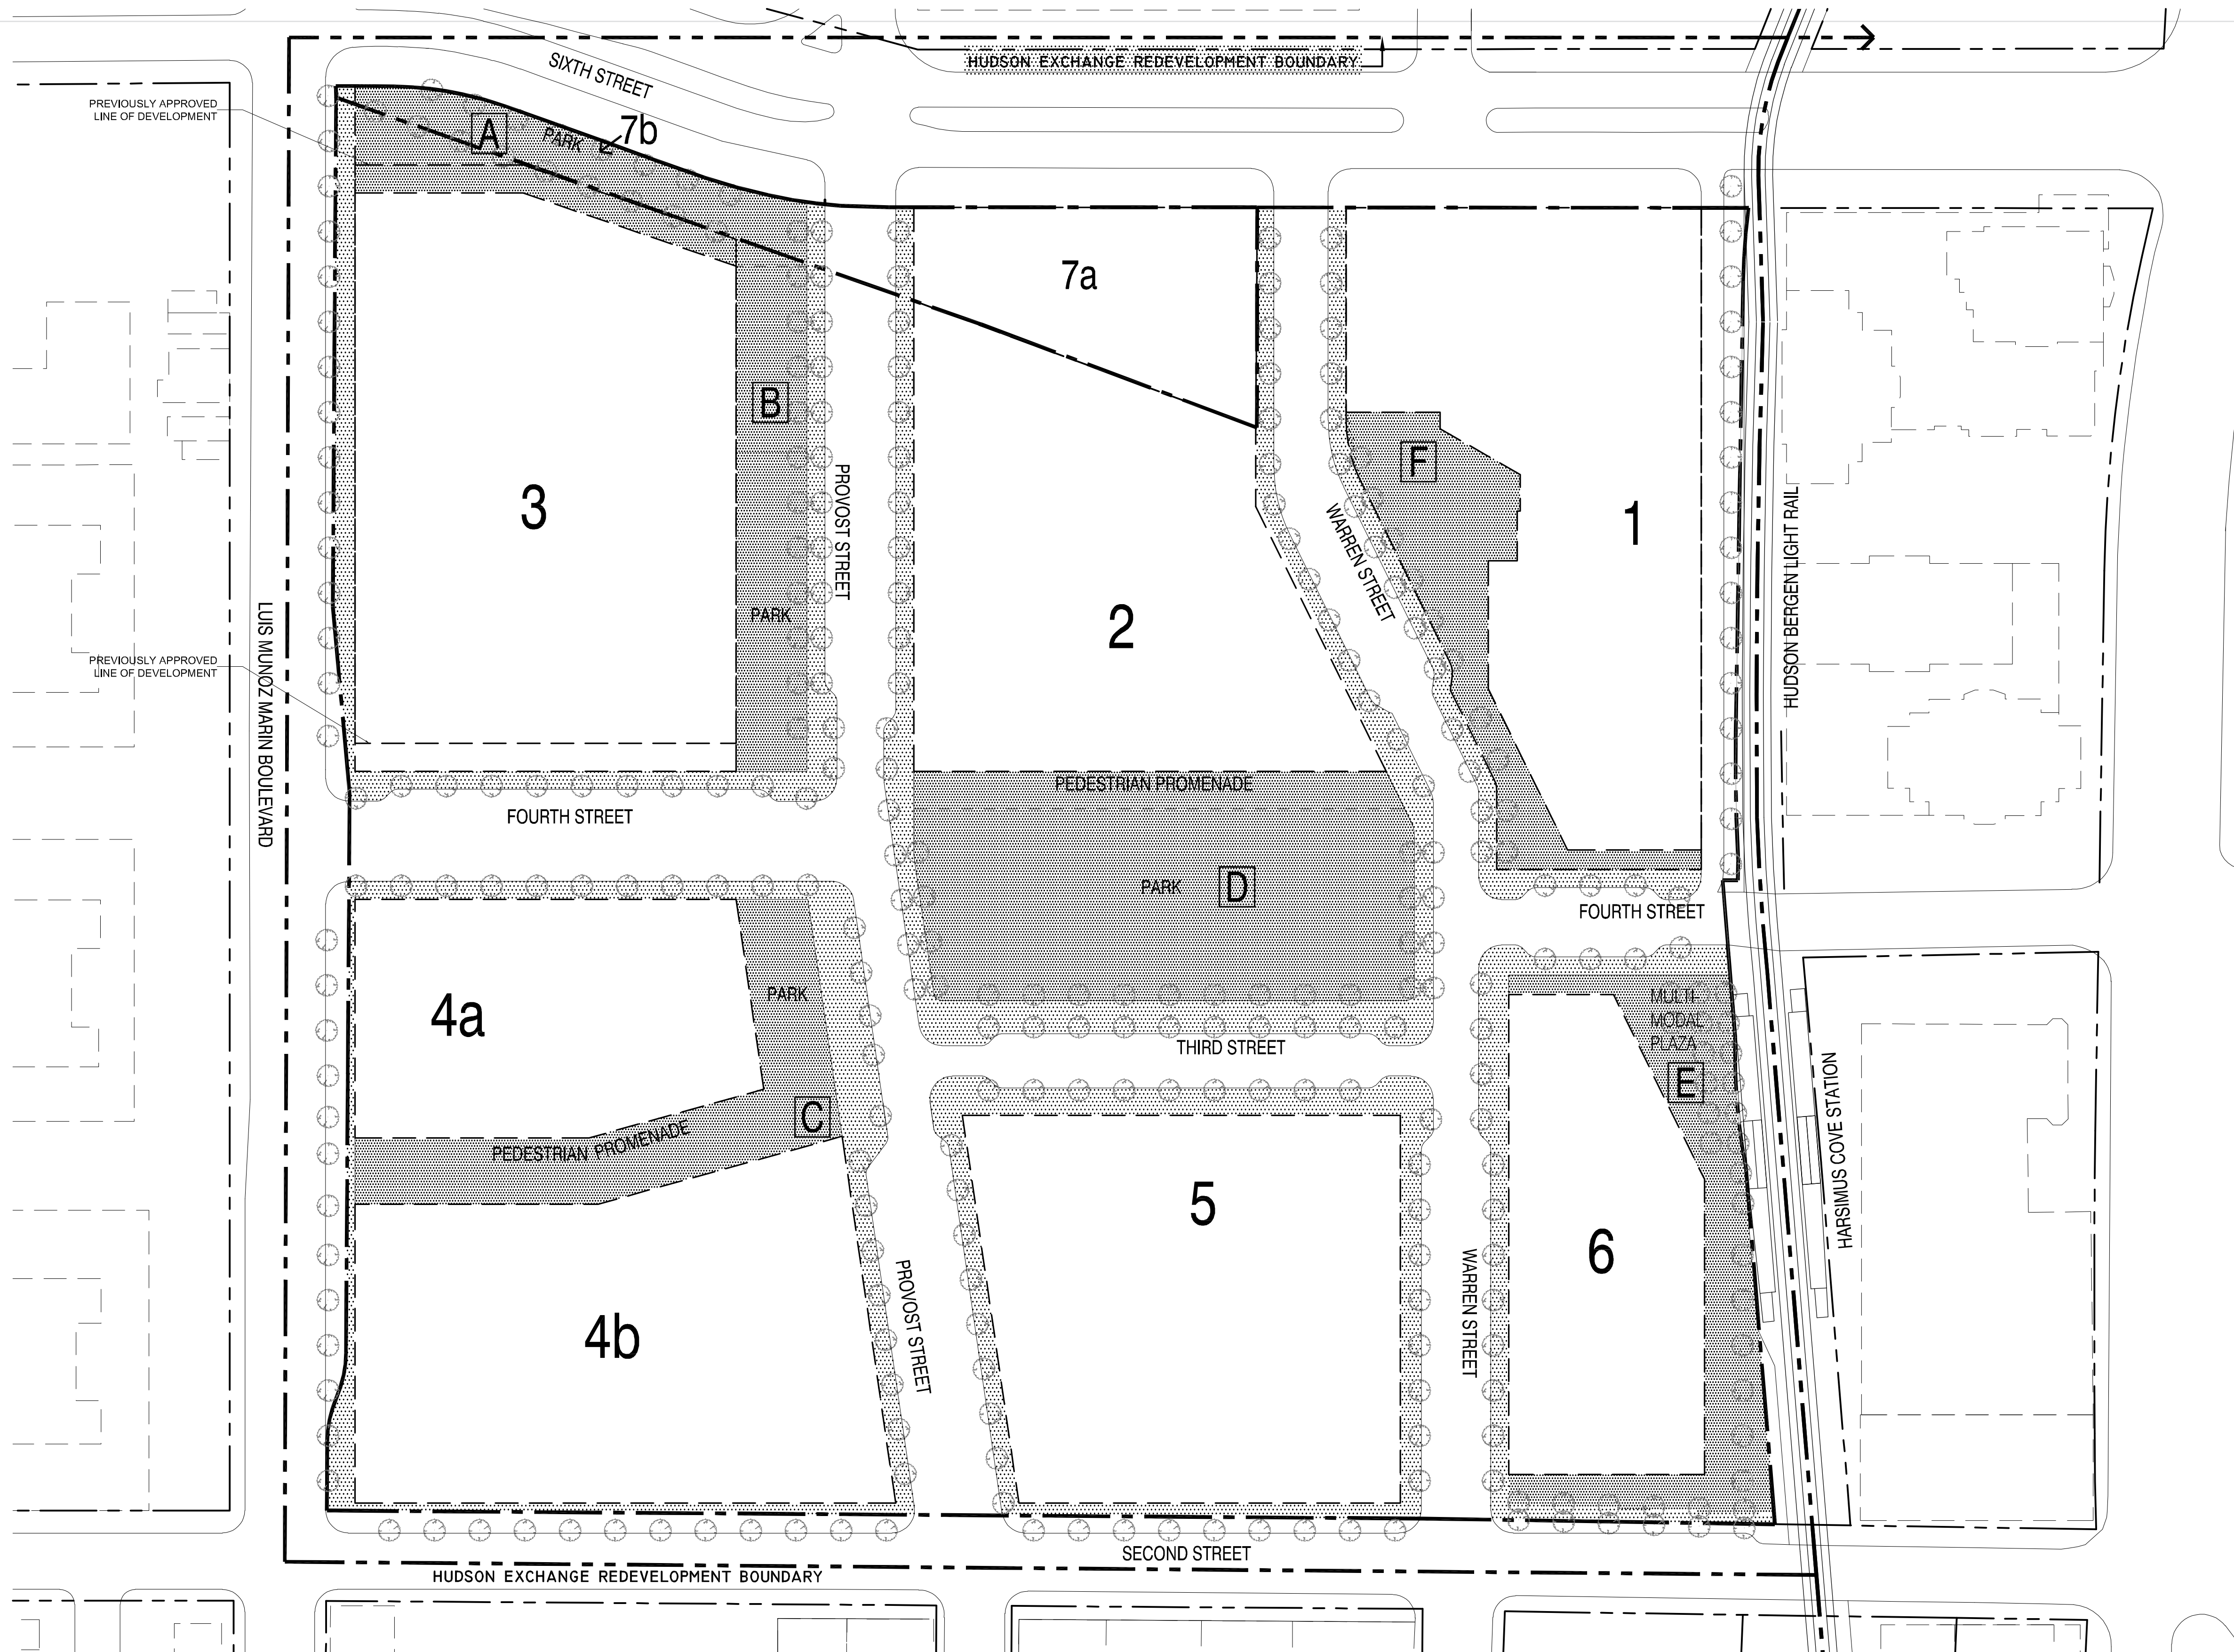 HUDSON EXCHANGE REDEVELOPMENT BOUNDARY
SIXTH STREET
PREVIOUSLY APPROVED
LINE OF DEVELOPMENT
A
PARK
7b
7a
B
3
PROVOST STREET
PARK
2
WARREN STREET
F
1
HUDSON BERGEN LIGHT RAIL
LUIS MUNOZ MARIN BOULEVARD
PREVIOUSLY APPROVED
LINE OF DEVELOPMENT
FOURTH STREET
PEDESTRIAN PROMENADE
PARK
D
FOURTH STREET
4a
PARK
C
PEDESTRIAN PROMENADE
THIRD STREET
MULTI-
MODAL
PLAZA
E
HARSIMUS COVE STATION
5
6
4b
PROVOST STREET
WARREN STREET
SECOND STREET
HUDSON EXCHANGE REDEVELOPMENT BOUNDARY